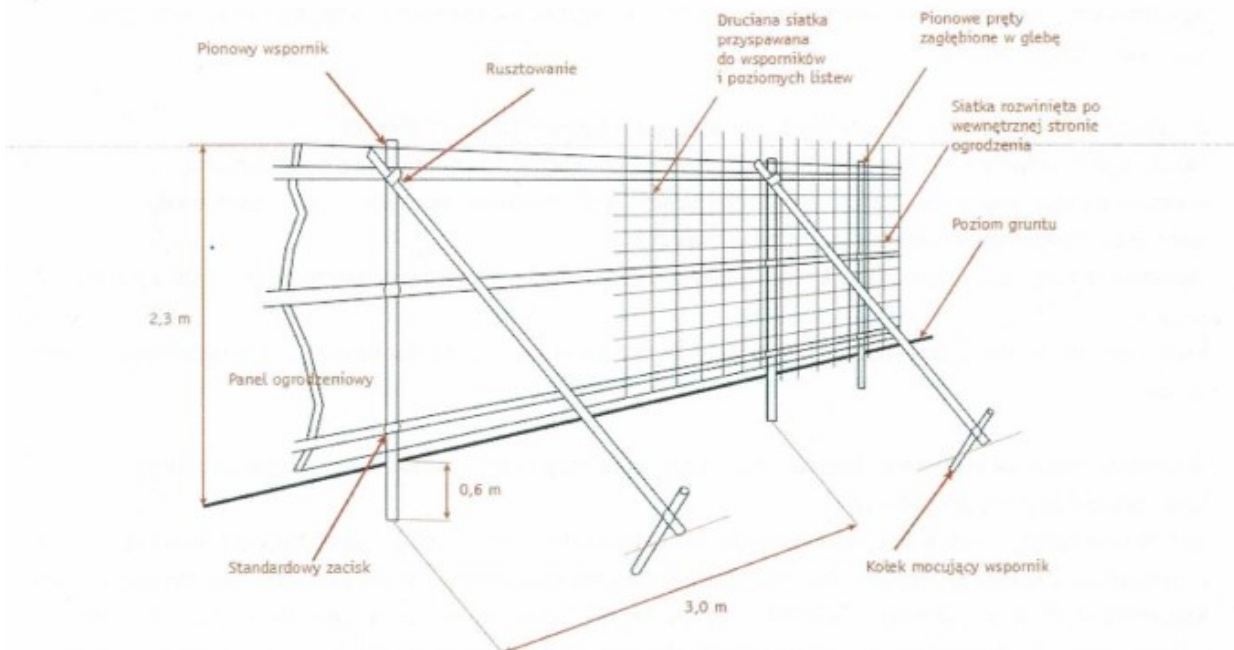 Pionowy wspornik
Rusztowanie
Druciana siatka
przyspawana
do wsporników
i poziomych listew
Pionowe pręty
zagłębione w glebę
Siatka rozwinięta po
wewnętrznej stronie
ogrodzenia
Poziom gruntu
2,3 m
Panel ogrodzeniowy
0,6 m
Standardowy zacisk
3,0 m
Kołek mocujący wspornik